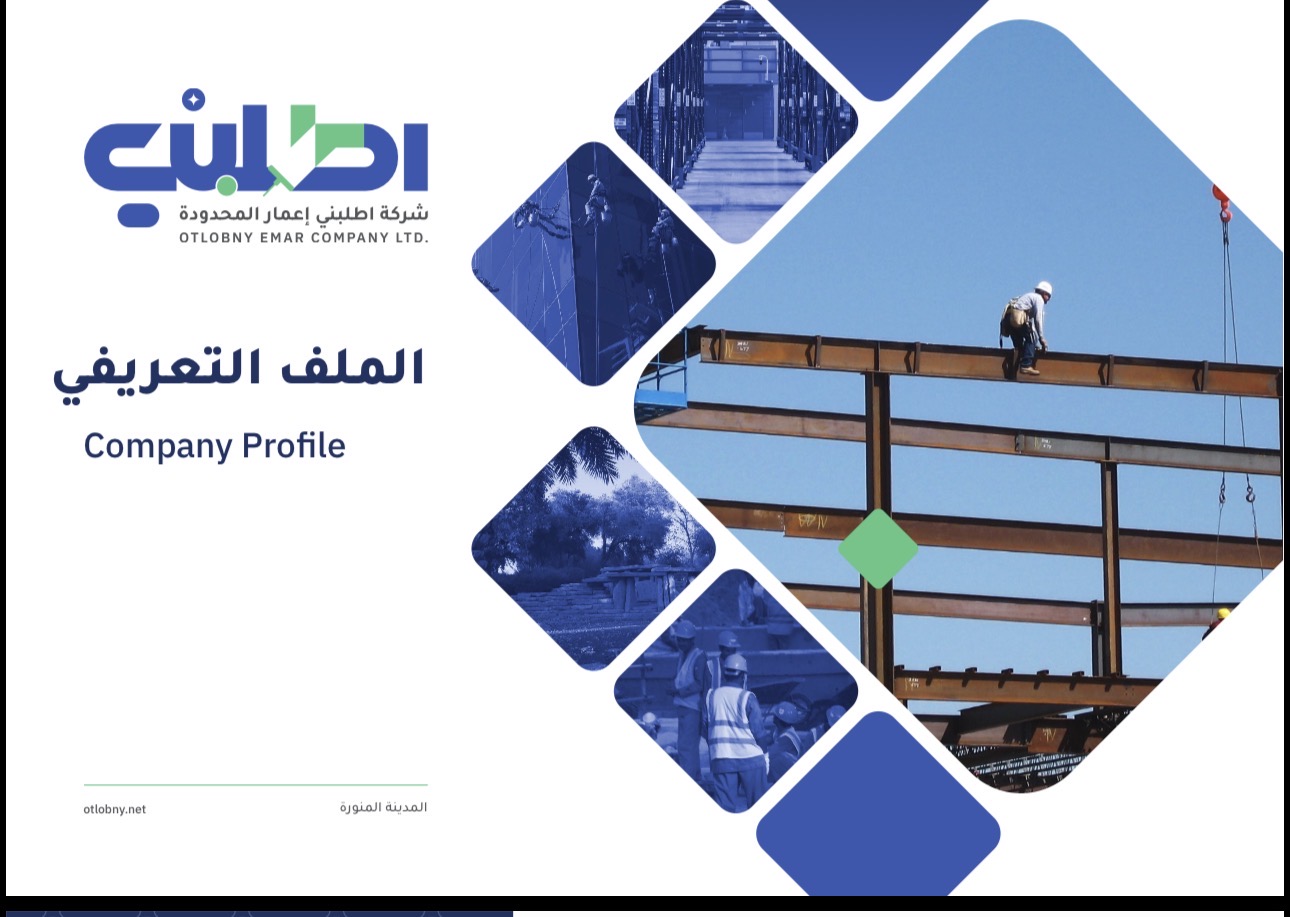 اطلبني
شركة اطلبني إعمار المحدودة
OTLOBNY EMAR COMPANY LTD.
الملف التعريفي
Company Profile
المدينة المنورة
otlobny.net